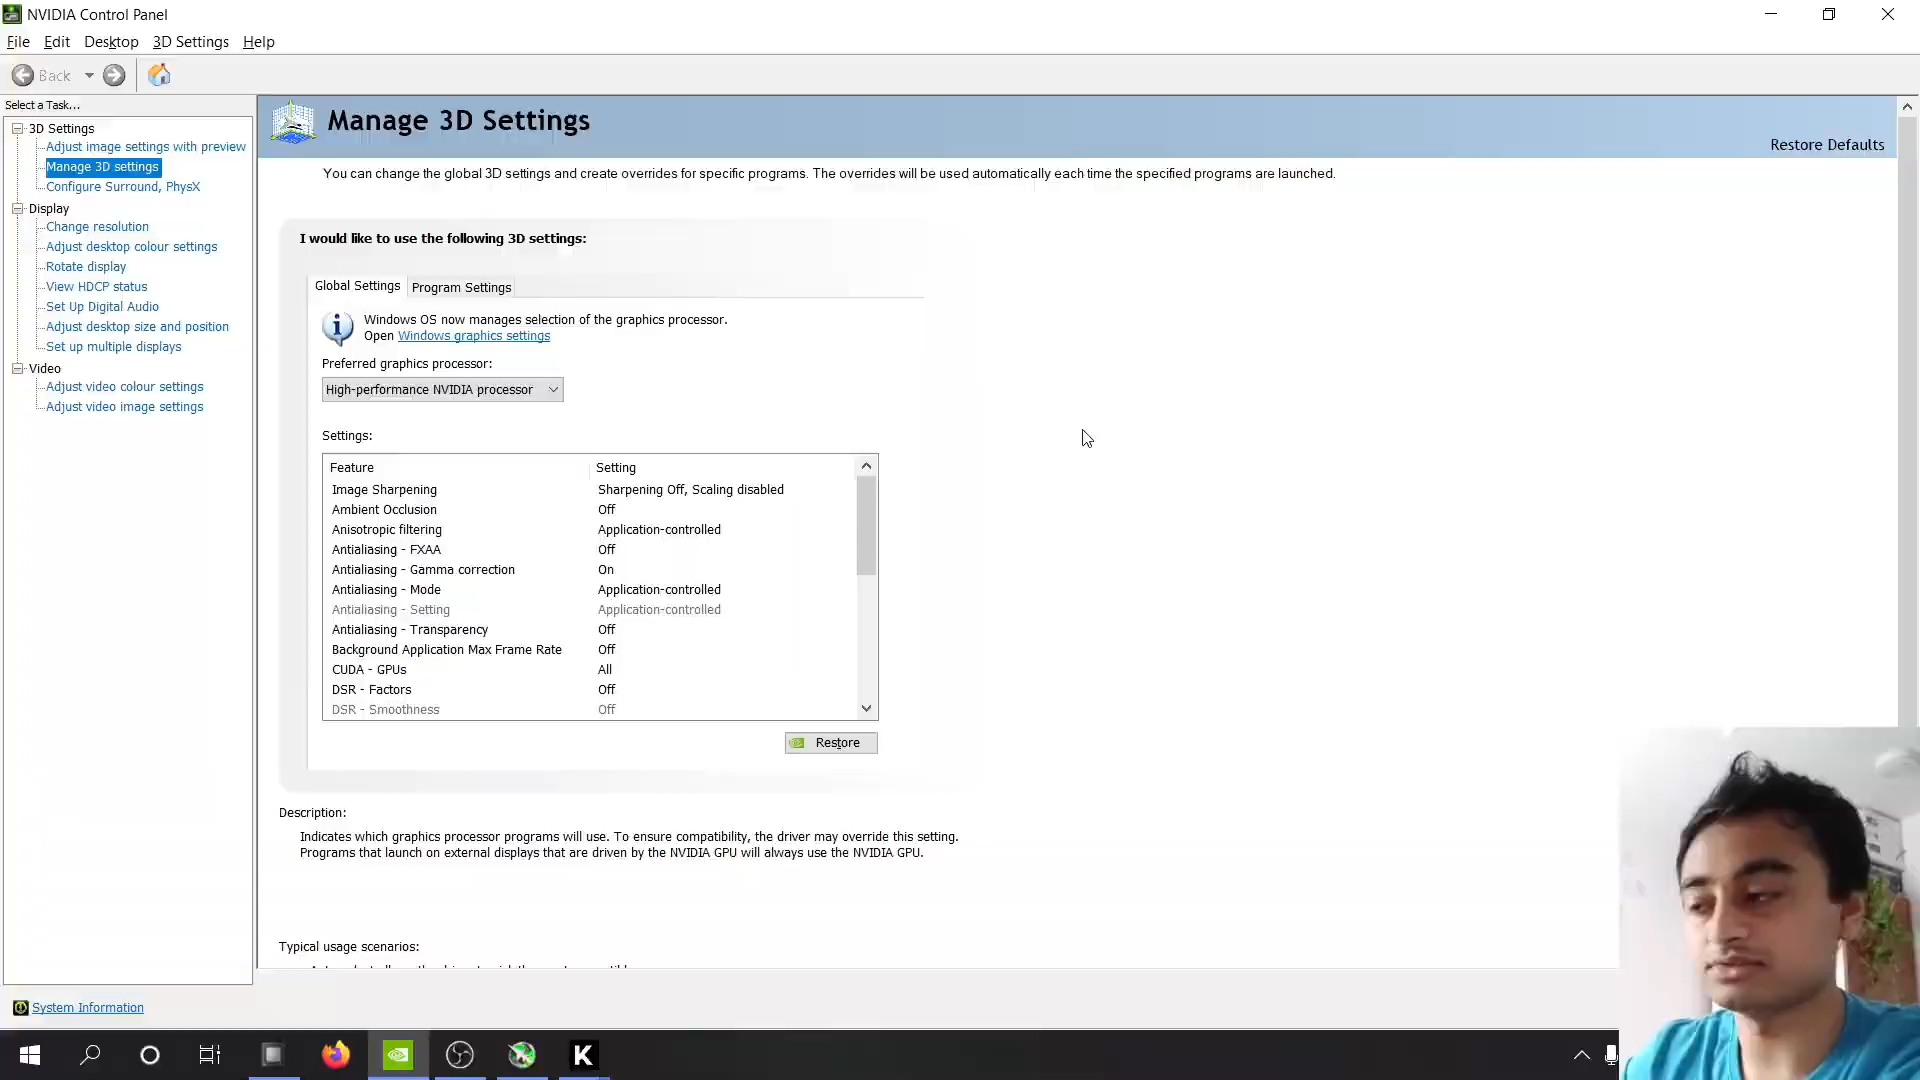 NVIDIA Control Panel
File Edit Desktop 3D Settings Help
Back
Select a Task...
3D Settings
Adjust image settings with preview
Manage 3D settings
Configure Surround, PhysX
Display
Change resolution
Adjust desktop colour settings
Rotate display
View HDCP status
Set Up Digital Audio
Adjust desktop size and position
Set up multiple displays
Video
Adjust video colour settings
Adjust video image settings
System Information
Manage 3D Settings
Restore Defaults
You can change the global 3D settings and create overrides for specific programs. The overrides will be used automatically each time the specified programs are launched.
I would like to use the following 3D settings:
Global Settings Program Settings
Windows OS now manages selection of the graphics processor.
Open Windows graphics settings
Preferred graphics processor:
High-performance NVIDIA processor
Settings:
Feature Setting
Image Sharpening Sharpening Off, Scaling disabled
Ambient Occlusion Off
Anisotropic filtering Application-controlled
Antialiasing - FXAA Off
Antialiasing - Gamma correction On
Antialiasing - Mode Application-controlled
Antialiasing - Setting Application-controlled
Antialiasing - Transparency Off
Background Application Max Frame Rate Off
CUDA - GPUs All
DSR - Factors Off
DSR - Smoothness Off
Restore
Description:
Indicates which graphics processor programs will use. To ensure compatibility, the driver may override this setting.
Programs that launch on external displays that are driven by the NVIDIA GPU will always use the NVIDIA GPU.
Typical usage scenarios:
K